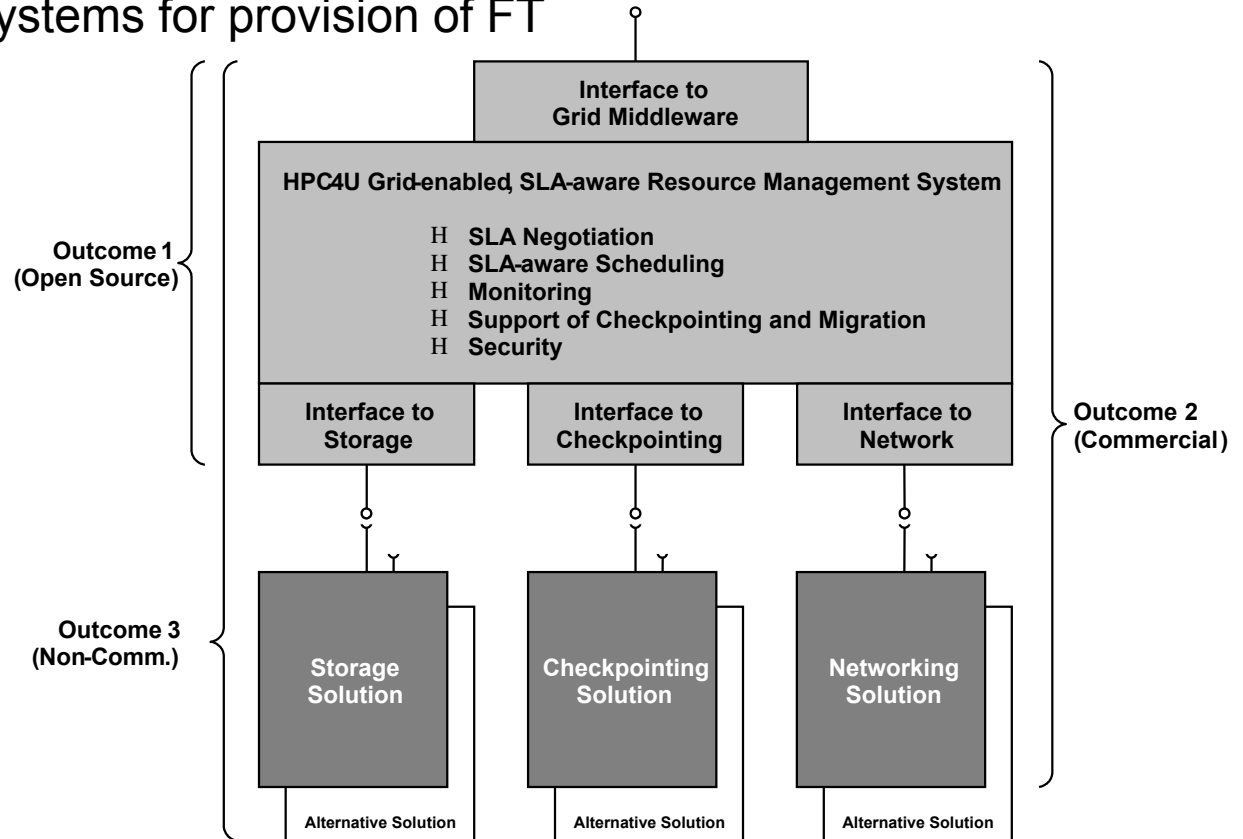 ystems for provision of FT
Interface to
Grid Middleware
HPC4U Grid-enabled, SLA-aware Resource Management System
H SLA Negotiation
H SLA-aware Scheduling
H Monitoring
H Support of Checkpointing and Migration
H Security
Outcome 1
(Open Source)
Interface to
Storage
Interface to
Checkpointing
Interface to
Network
Outcome 2
(Commercial)
Outcome 3
(Non-Comm.)
Storage
Solution
Checkpointing
Solution
Networking
Solution
Alternative Solution
Alternative Solution
Alternative Solution